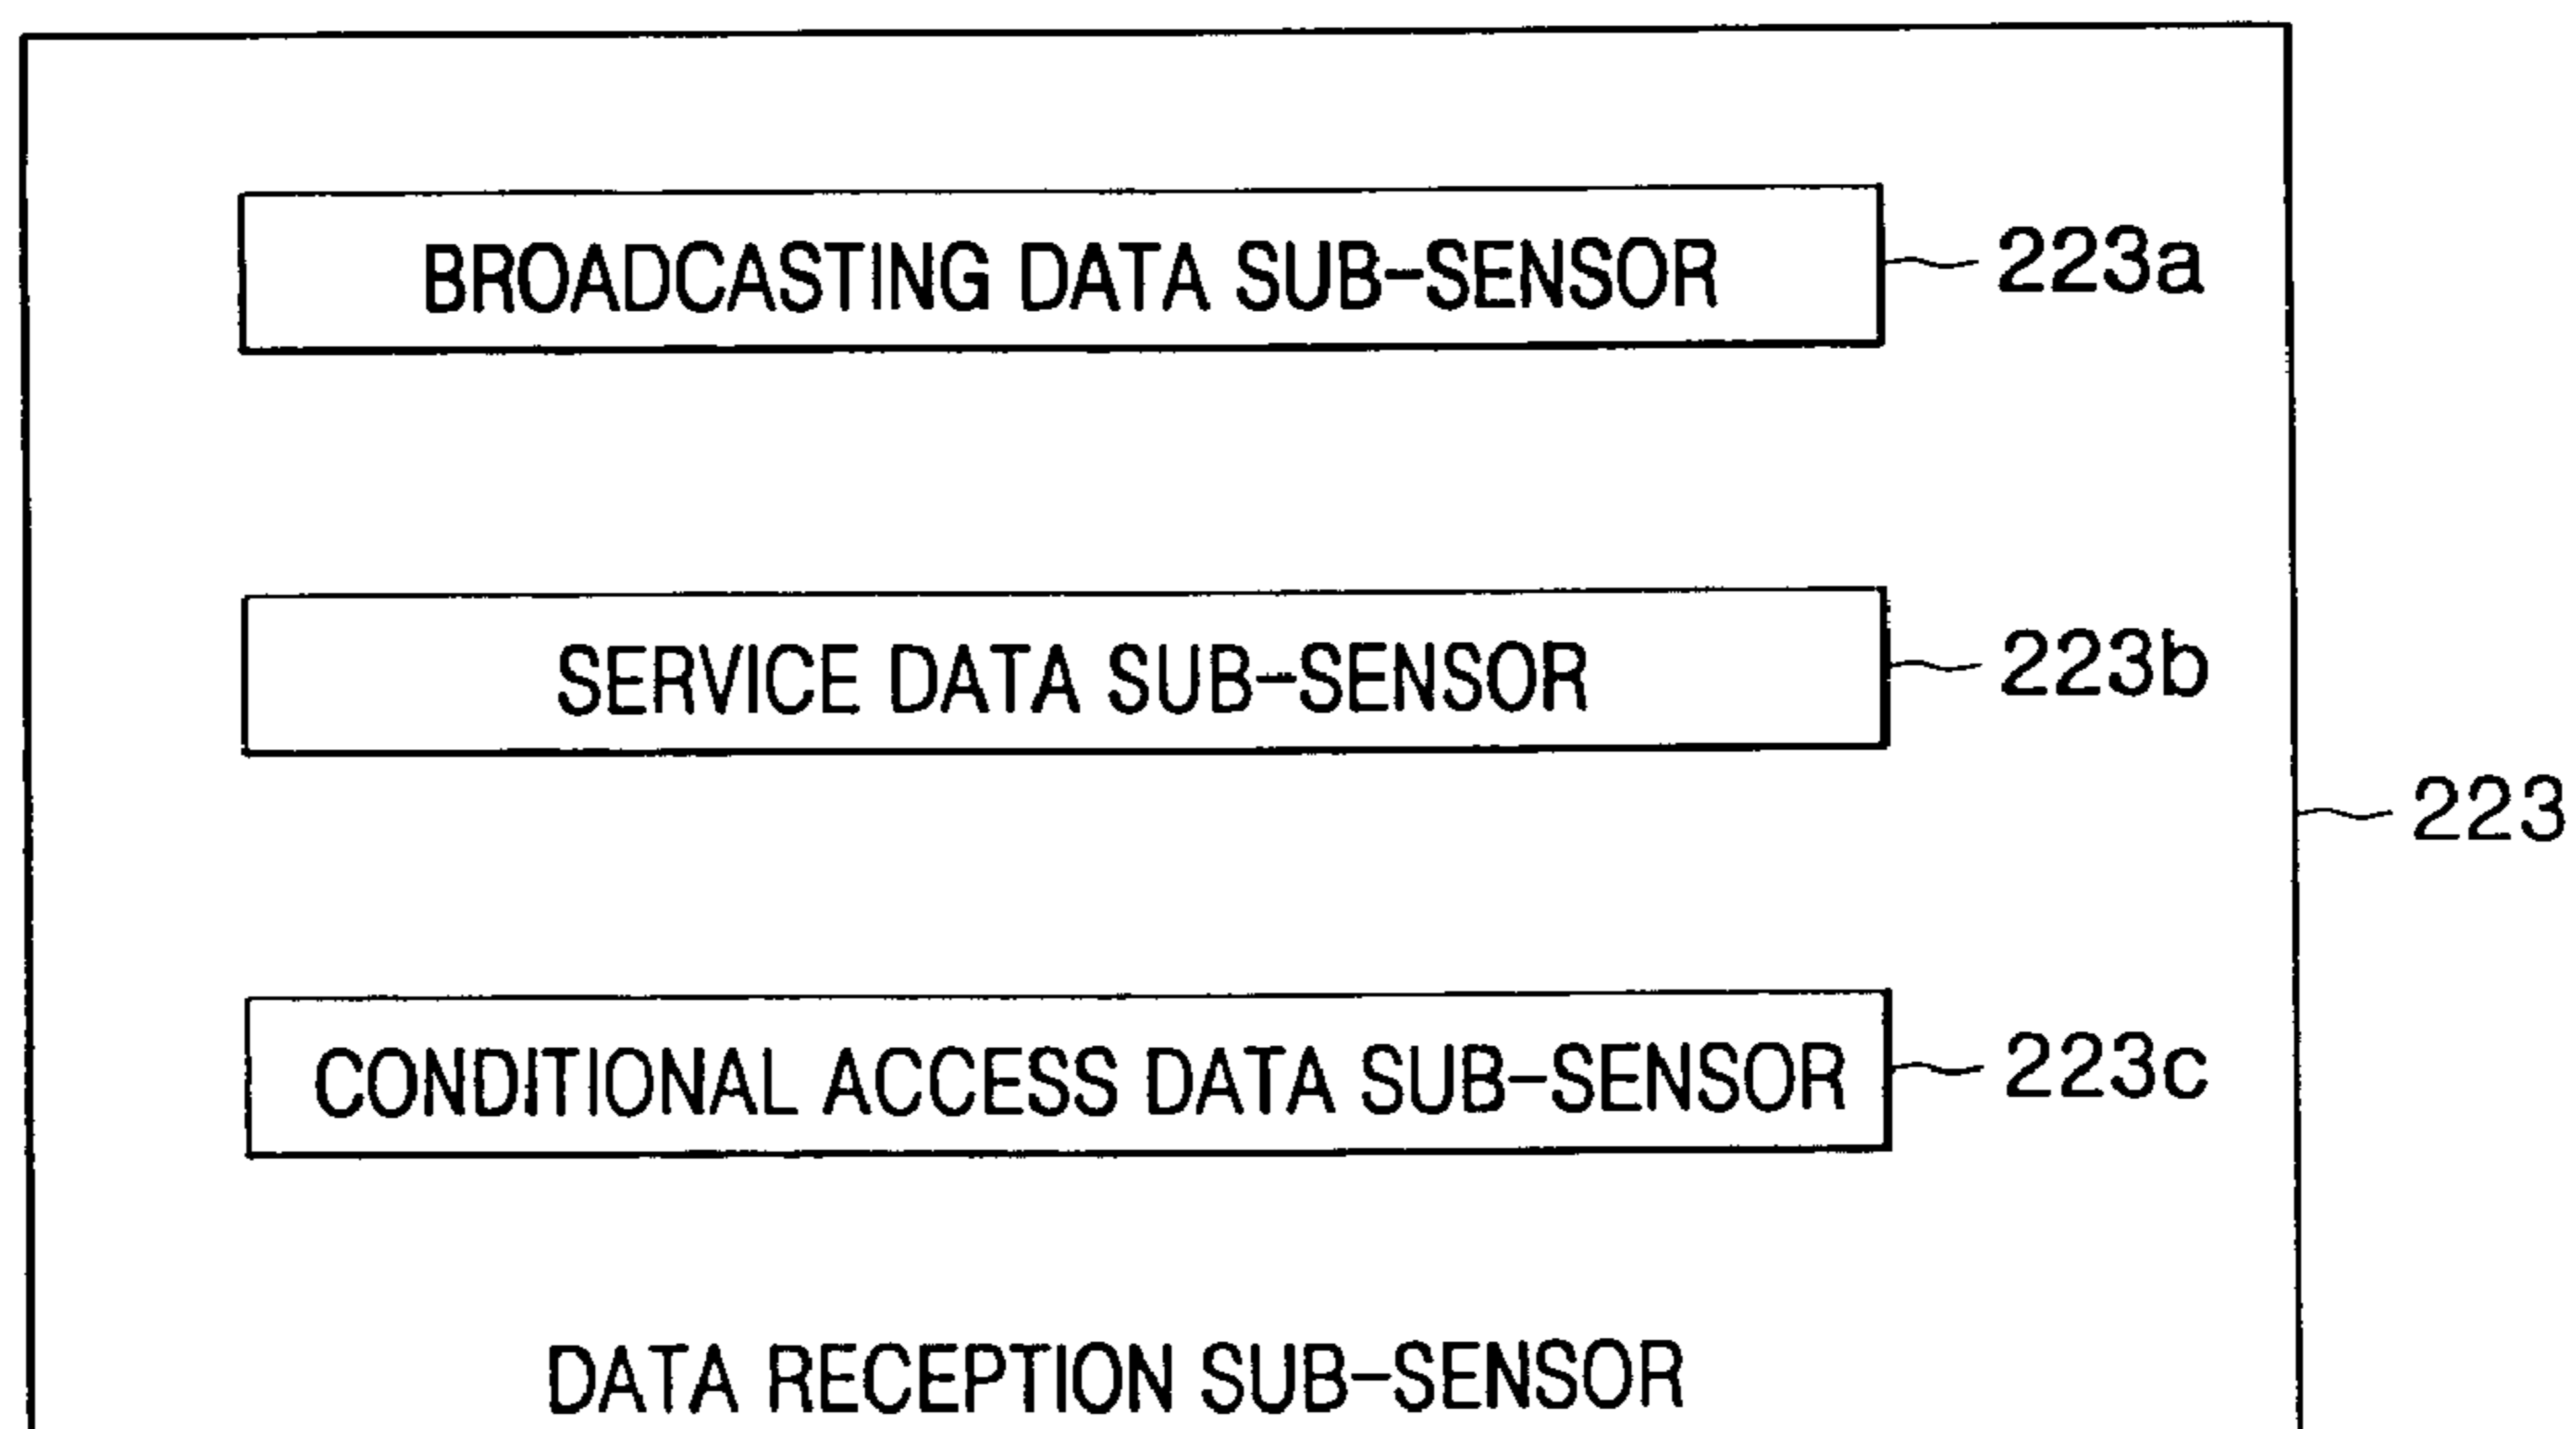 BROADCASTING DATA SUB-SENSOR 223a
SERVICE DATA SUB-SENSOR 223b
223
CONDITIONAL ACCESS DATA SUB-SENSOR 223c
DATA RECEPTION SUB-SENSOR